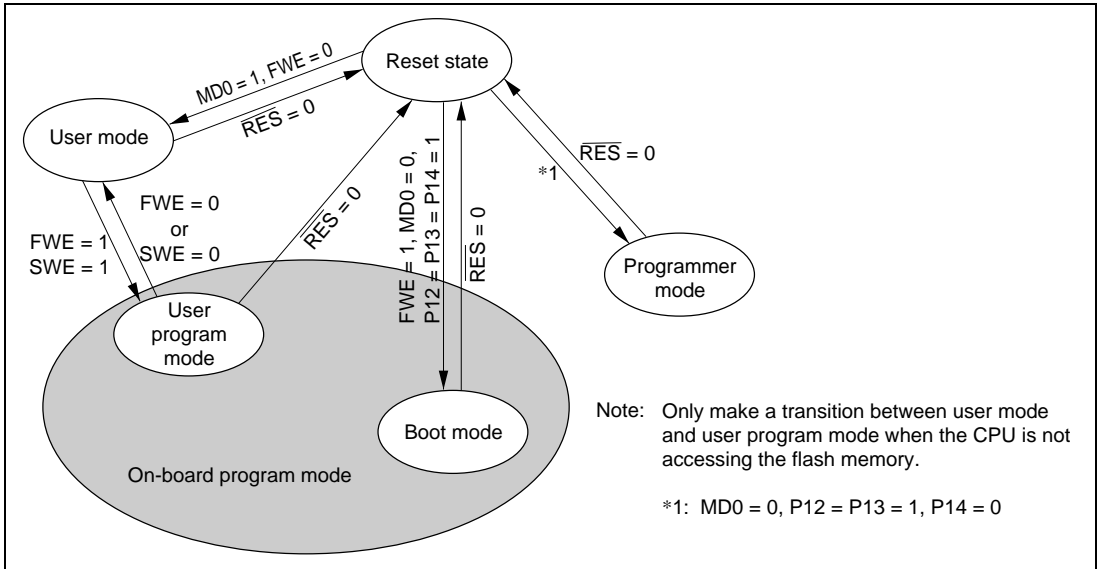 Reset state
MD0 = 1, FWE = 0
RES = 0
User mode
FWE = 0
or
SWE = 0
FWE = 1
SWE = 1
RES = 0
FWE = 1, MD0 = 0,
P12 = P13 = P14 = 1
RES = 0
*1
RES = 0
Programmer
mode
User
program
mode
Boot mode
On-board program mode
Note: Only make a transition between user mode
and user program mode when the CPU is not
accessing the flash memory.
*1: MD0 = 0, P12 = P13 = 1, P14 = 0